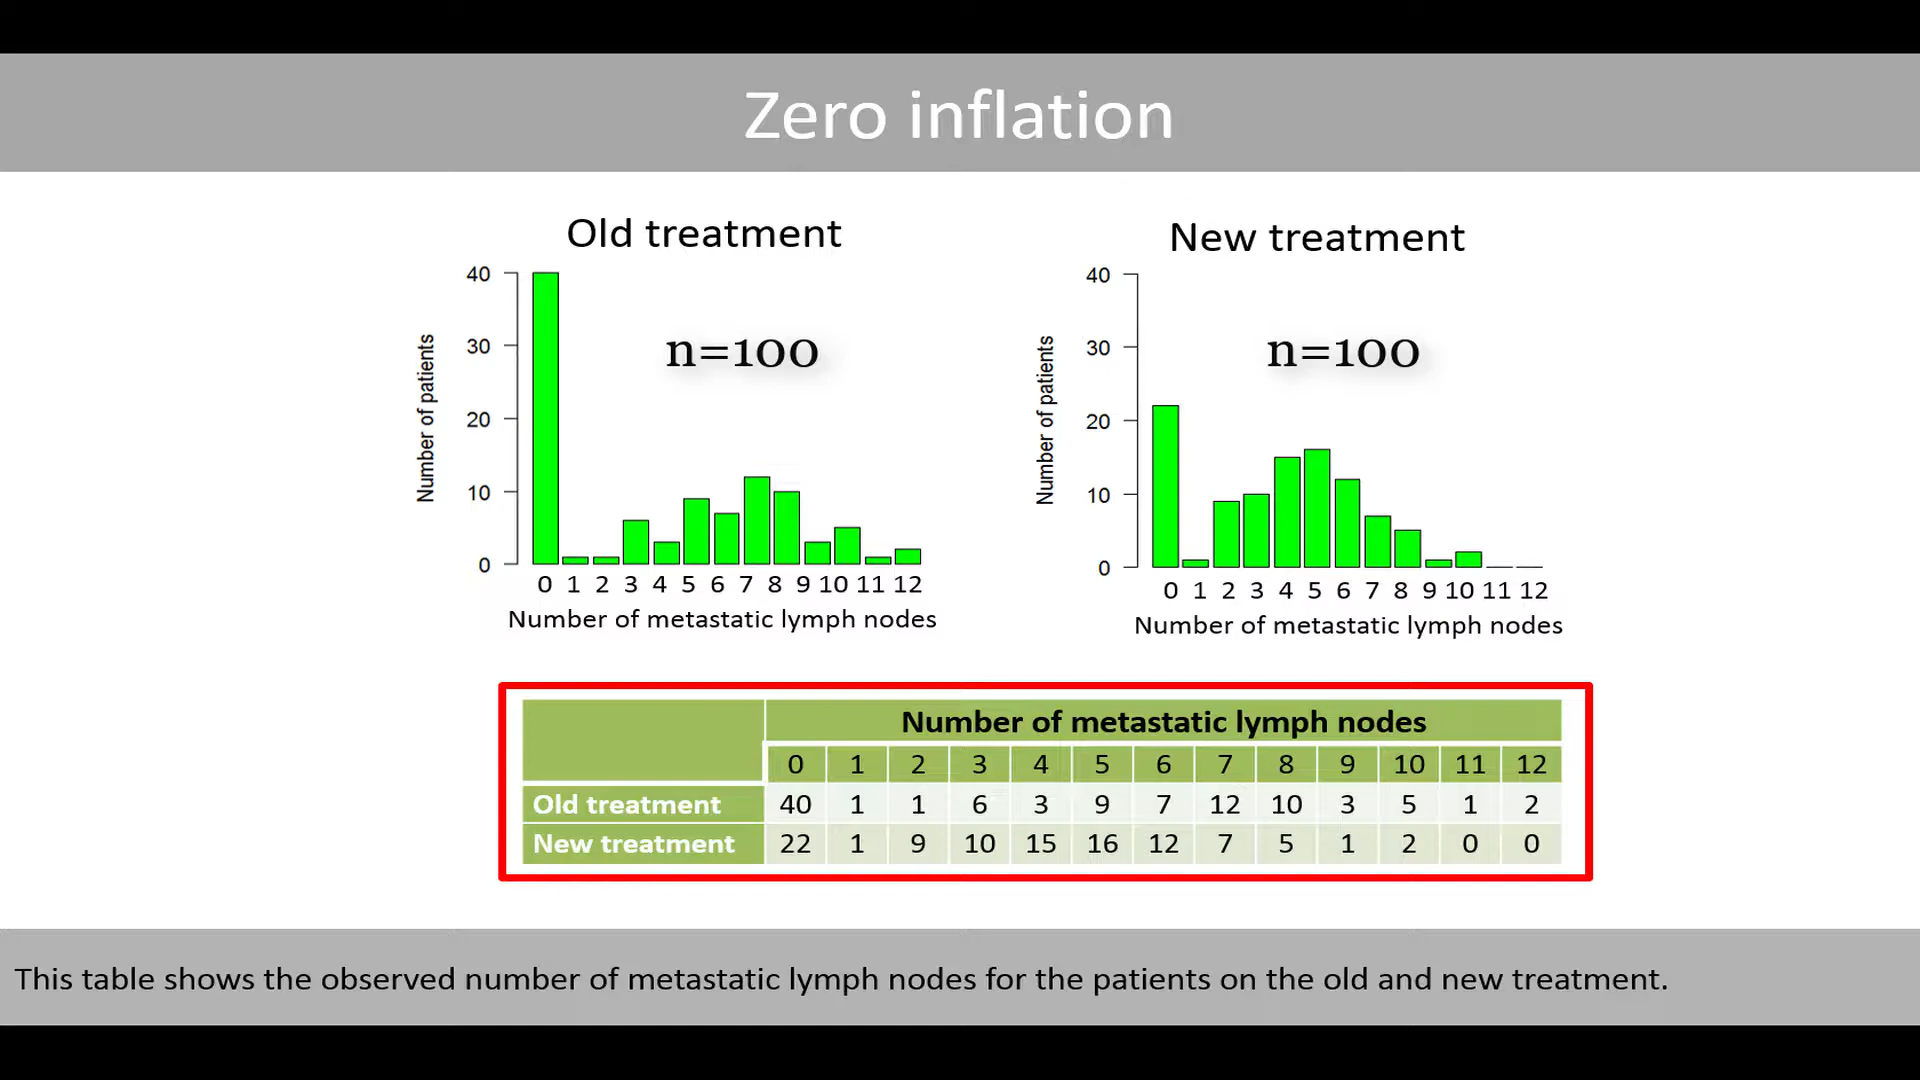 Zero inflation
Old treatment
40
30
20
10
0
Number of patients
n=100
0 1 2 3 4 5 6 7 8 9 10 11 12
Number of metastatic lymph nodes
New treatment
40
30
20
10
0
Number of patients
n=100
0 1 2 3 4 5 6 7 8 9 10 11 12
Number of metastatic lymph nodes
Number of metastatic lymph nodes
0 1 2 3 4 5 6 7 8 9 10 11 12
Old treatment 40 1 1 6 3 9 7 12 10 3 5 1 2
New treatment 22 1 9 10 15 16 12 7 5 1 2 0 0
This table shows the observed number of metastatic lymph nodes for the patients on the old and new treatment.